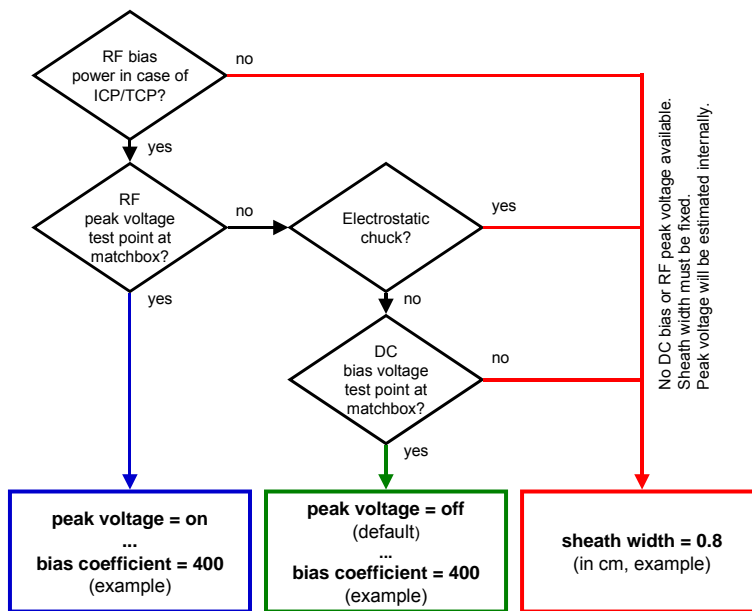 RF bias
power in case of
ICP/TCP?
no
yes
RF
peak voltage
test point at
matchbox?
no
yes
Electrostatic
chuck?
yes
no
DC
bias voltage
test point at
matchbox?
no
yes
No DC bias or RF peak voltage available.
Sheath width must be fixed.
Peak voltage will be estimated internally.
peak voltage = on
...
bias coefficient = 400
(example)
peak voltage = off
(default)
...
bias coefficient = 400
(example)
sheath width = 0.8
(in cm, example)